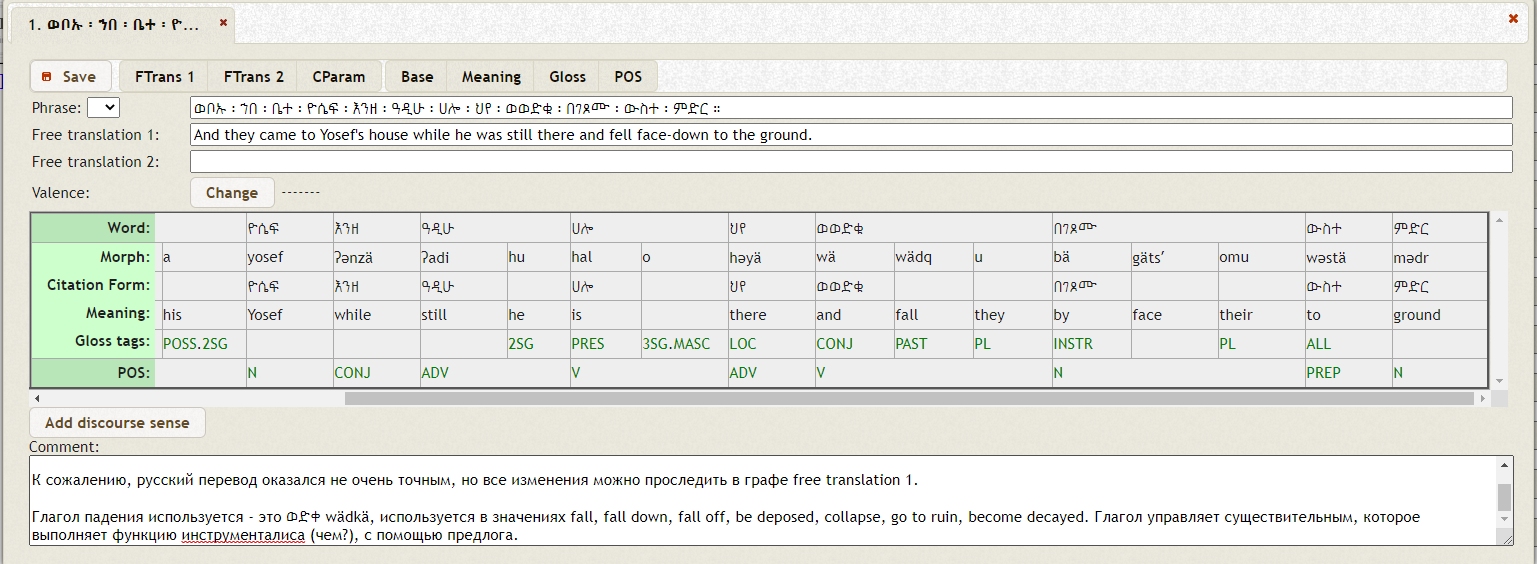 1. ወቦኡ ፡ ኀበ ፡ ቤተ ፡ ዮ...
Save FTrans 1 FTrans 2 CParam Base Meaning Gloss POS
Phrase: ወቦኡ ፡ ኀበ ፡ ቤተ ፡ ዮሴፍ ፡ እንዘ ፡ ዓዲሁ ፡ ሀሎ ፡ ህየ ፡ ወወድቁ ፡ በገጾሙ ፡ ውስተ ፡ ምድር ።
Free translation 1: And they came to Yosef's house while he was still there and fell face-down to the ground.
Free translation 2:
Valence: Change -------
Word: ዮሴፍ እንዘ ዓዲሁ ሀሎ ህየ ወወድቁ በገጾሙ ውስተ ምድር
Morph: a yosef ʔənzä ʔadi hu hal o həyä wä wädq u bä gäts’ omu wəstä mədr
Citation Form: ዮሴፍ እንዘ ዓዲሁ ሀሎ ህየ ወወድቁ በገጾሙ ውስተ ምድር
Meaning: his Yosef while still he is there and fall they by face their to ground
Gloss tags: POSS.2SG 2SG PRES 3SG.MASC LOC CONJ PAST PL INSTR PL ALL
POS: N CONJ ADV V ADV V N PREP N
Add discourse sense
Comment:
К сожалению, русский перевод оказался не очень точным, но все изменения можно проследить в графе free translation 1.
Глагол падения используется - это ወድቀ wädkä, используется в значениях fall, fall down, fall off, be deposed, collapse, go to ruin, become decayed. Глагол управляет существительным, которое
выполняет функцию инструменталиса (чем?), с помощью предлога.